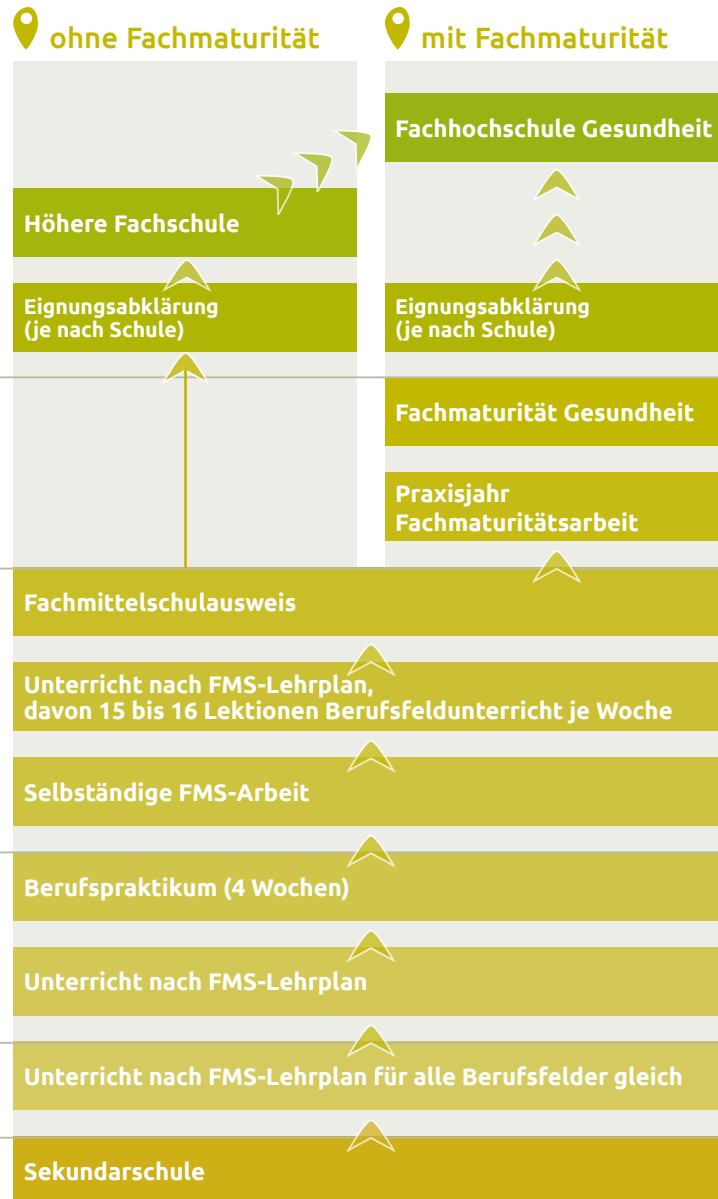 ohne Fachmaturität
mit Fachmaturität
Fachhochschule Gesundheit
Höhere Fachschule
Eignungsabklärung
(je nach Schule)
Eignungsabklärung
(je nach Schule)
Fachmaturität Gesundheit
Praxisjahr
Fachmaturitätsarbeit
Fachmittelschulausweis
Unterricht nach FMS-Lehrplan,
davon 15 bis 16 Lektionen Berufsfeldunterricht je Woche
Selbständige FMS-Arbeit
Berufspraktikum (4 Wochen)
Unterricht nach FMS-Lehrplan
Unterricht nach FMS-Lehrplan für alle Berufsfelder gleich
Sekundarschule